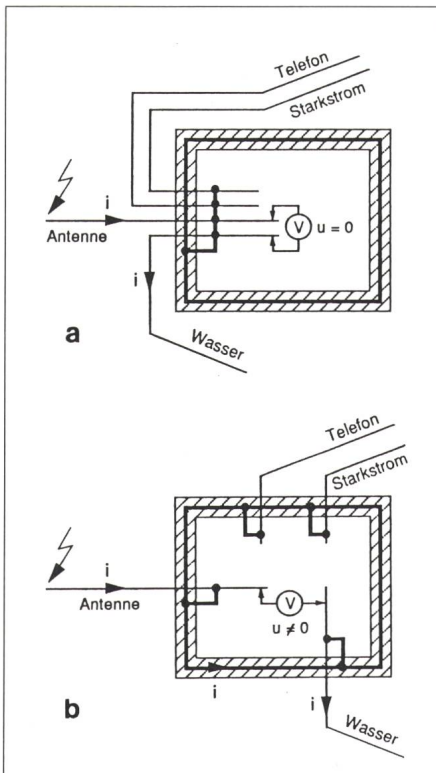 Telefon
Starkstrom
i
Antenne
V u = 0
i
Wasser
a
Telefon
Starkstrom
i
Antenne
V
u ≠ 0
i
i
Wasser
b